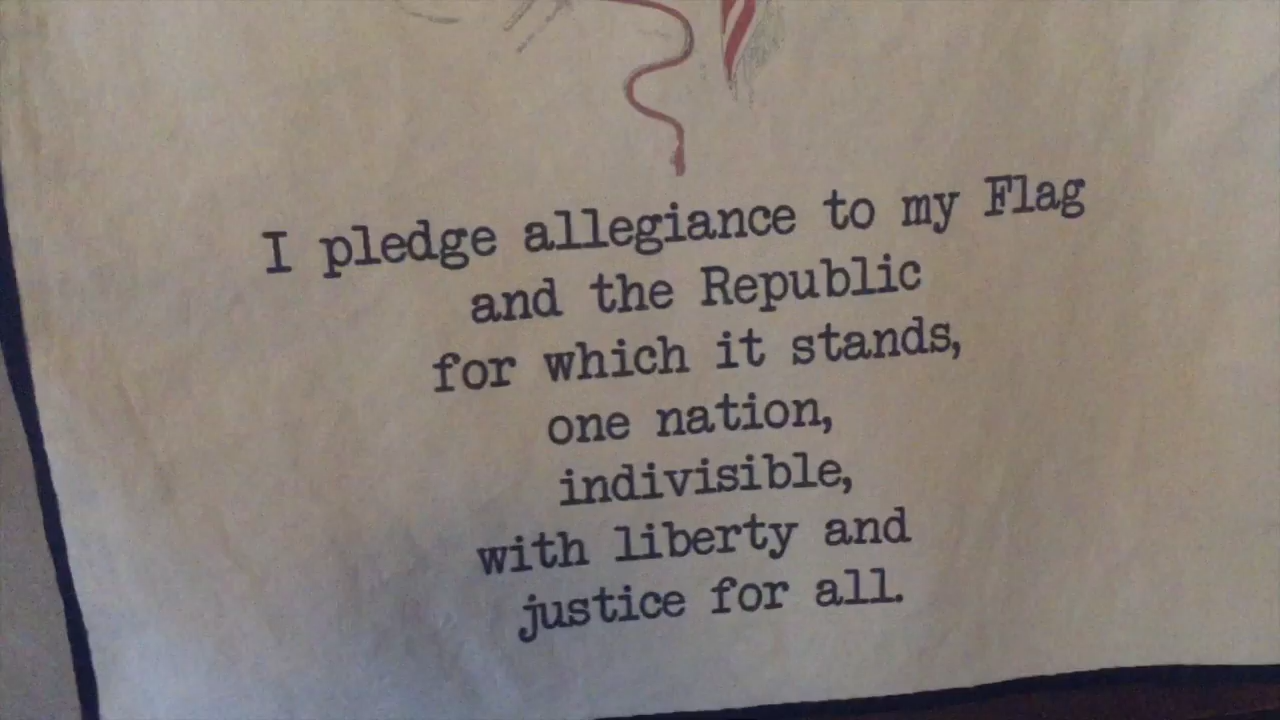 I pledge allegiance to my Flag
and the Republic
for which it stands,
one nation,
indivisible,
with liberty and
justice for all.